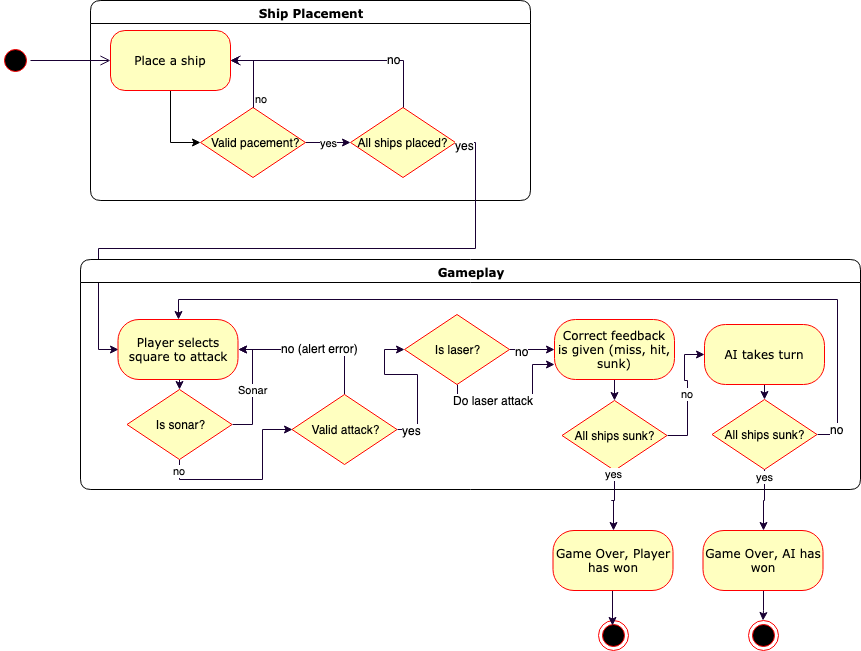 Ship Placement
Place a ship
no
no
Valid pacement?
yes
All ships placed?
yes
Gameplay
Player selects
square to attack
no (alert error)
Sonar
Is sonar?
no
Valid attack?
yes
Is laser?
no
Do laser attack
Correct feedback
is given (miss, hit,
sunk)
All ships sunk?
no
yes
AI takes turn
All ships sunk?
no
yes
Game Over, Player
has won
Game Over, AI has
won